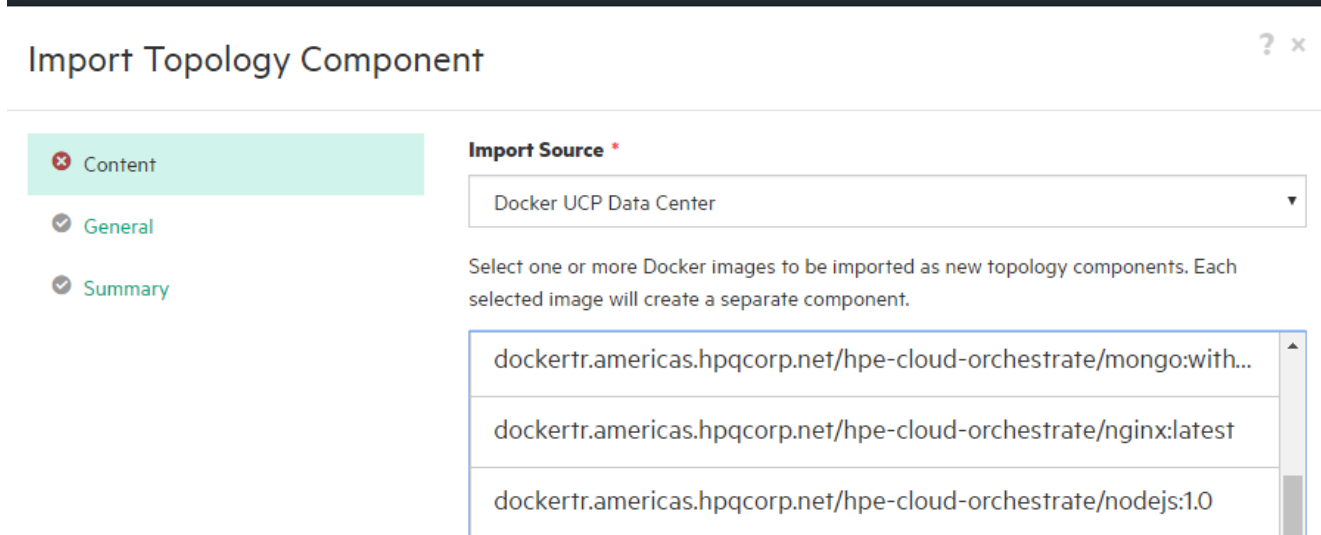 Import Topology Component
? ×
Content
General
Summary
Import Source *
Docker UCP Data Center
Select one or more Docker images to be imported as new topology components. Each
selected image will create a separate component.
dockertr.americas.hpqcorp.net/hpe-cloud-orchestrate/mongo:with...
dockertr.americas.hpqcorp.net/hpe-cloud-orchestrate/nginx:latest
dockertr.americas.hpqcorp.net/hpe-cloud-orchestrate/nodejs:1.0